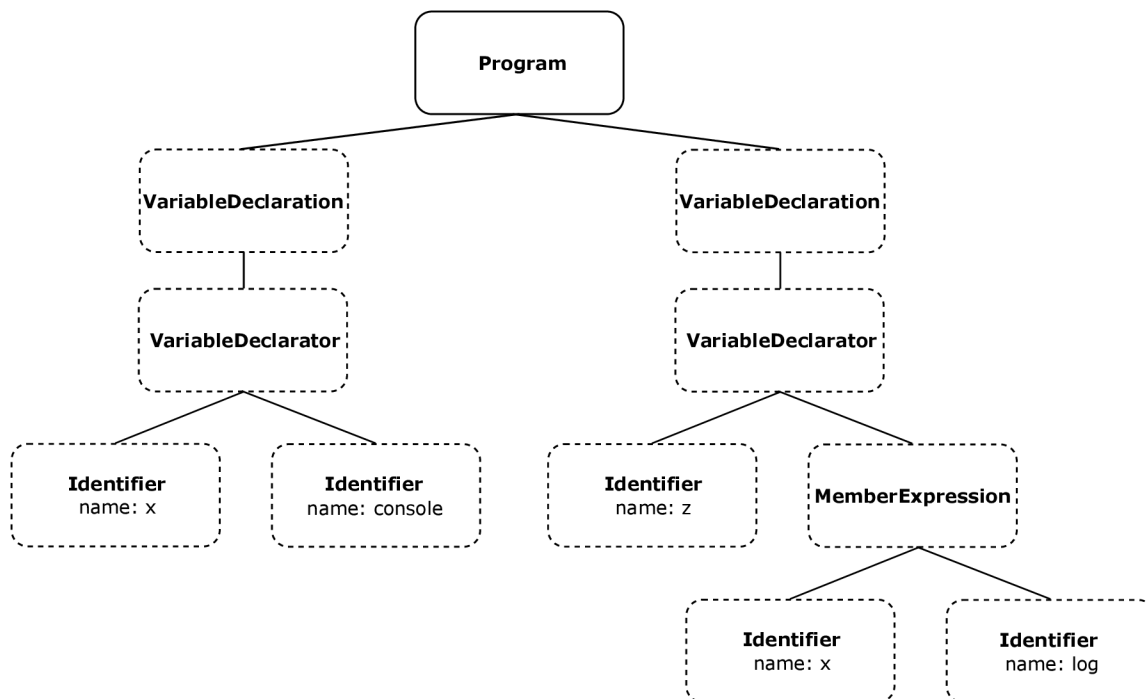 Program
VariableDeclaration
VariableDeclaration
VariableDeclarator
VariableDeclarator
Identifier
name: x
Identifier
name: console
Identifier
name: z
MemberExpression
Identifier
name: x
Identifier
name: log